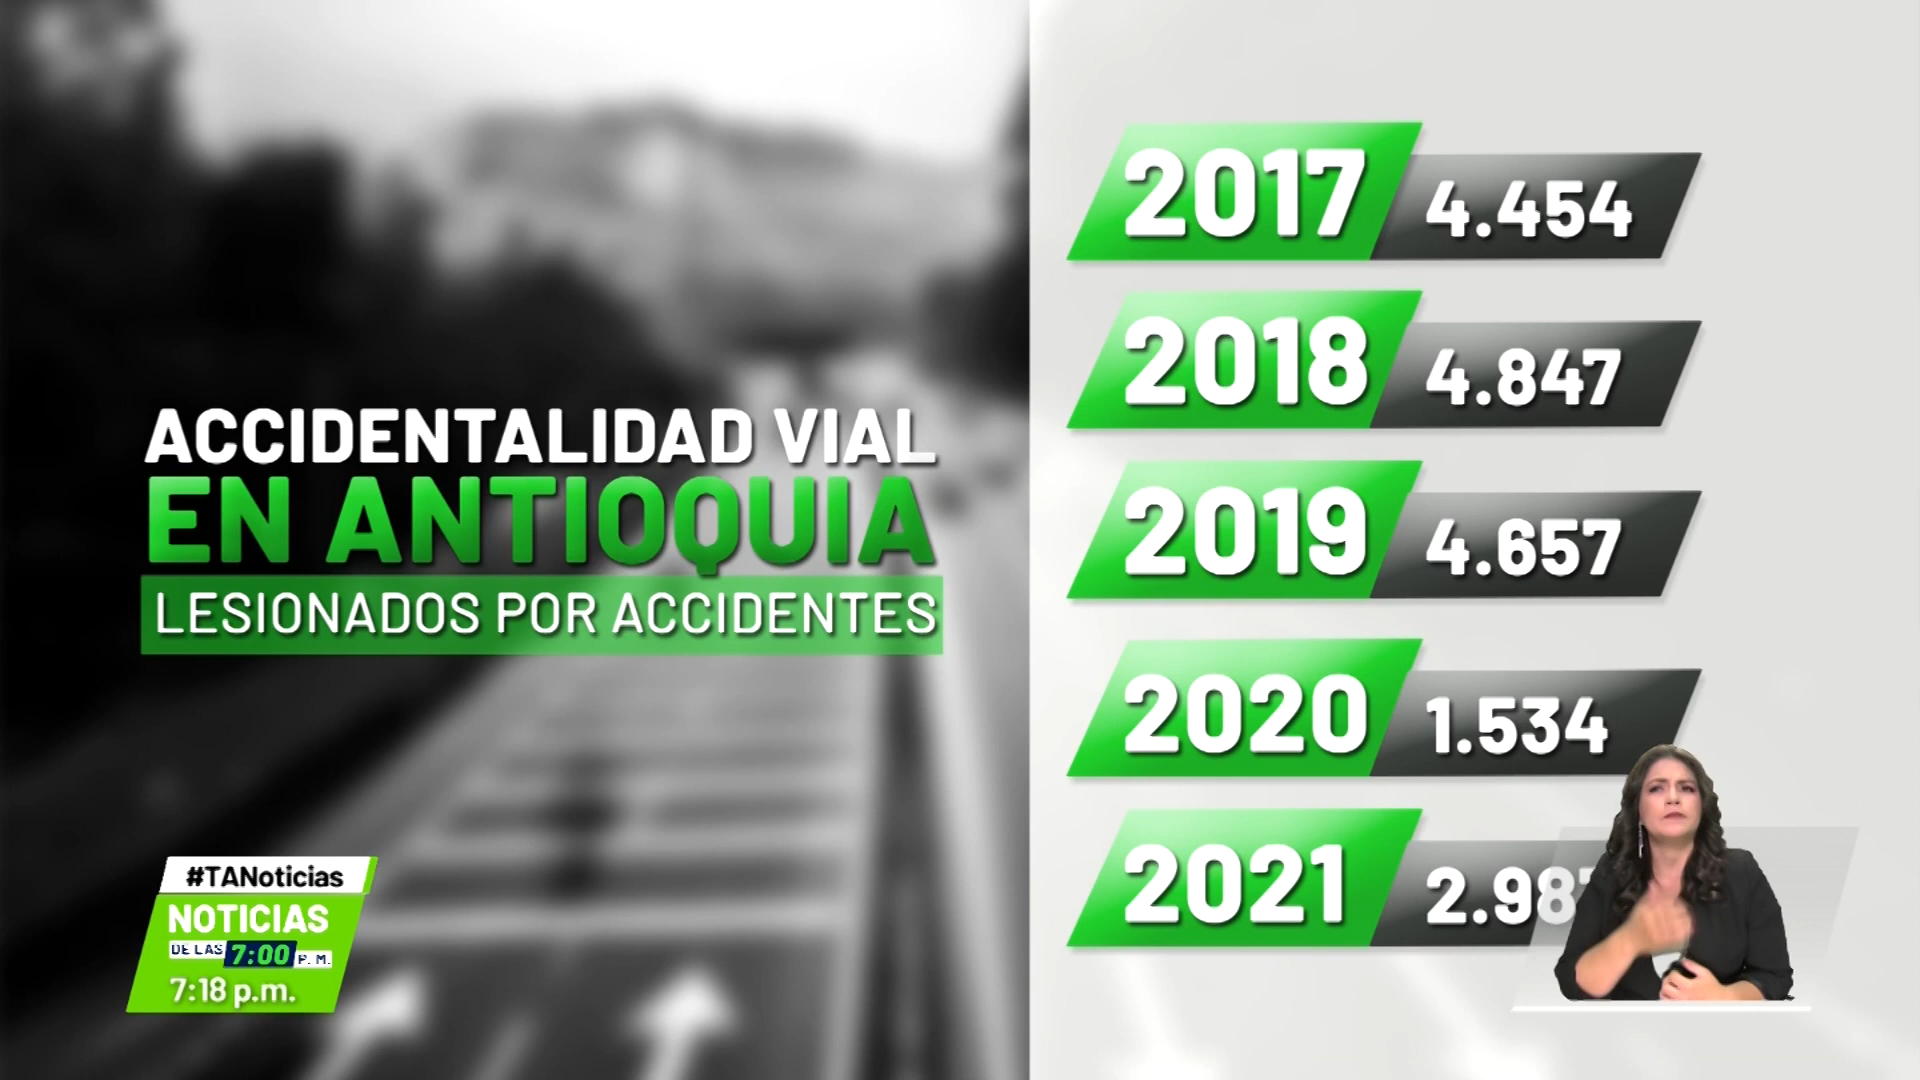 ACCIDENTALIDAD VIAL
EN ANTIOQUIA
LESIONADOS POR ACCIDENTES
2017 4.454
2018 4.847
2019 4.657
2020 1.534
2021
#TANoticias
NOTICIAS
DE LAS 7:00 P. M.
7:18 p.m.